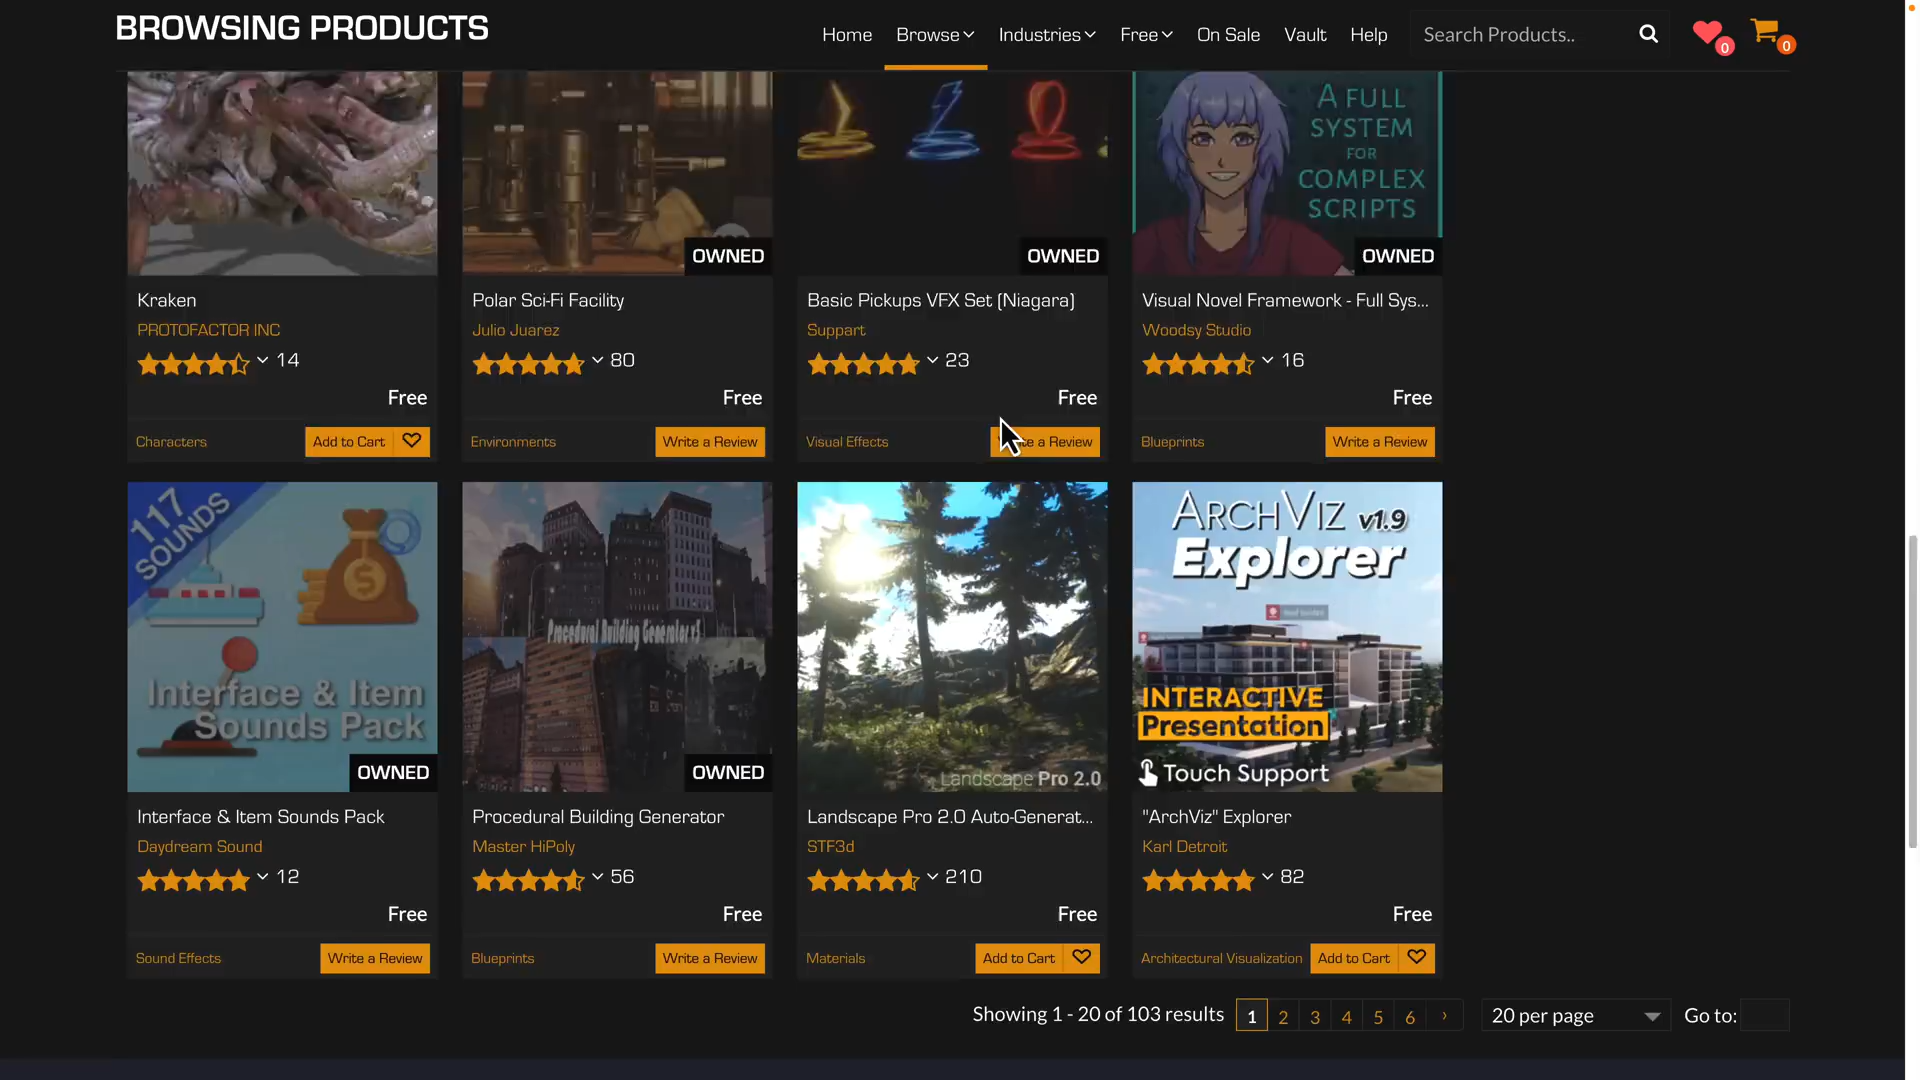 BROWSING PRODUCTS
Home Browse Industries Free On Sale Vault Help Search Products.. 0 0
A FULL
SYSTEM
FOR
COMPLEX
SCRIPTS
OWNED OWNED OWNED
Kraken Polar Sci-Fi Facility Basic Pickups VFX Set (Niagara) Visual Novel Framework - Full Sys...
PROTOFACTOR INC Julio Juarez Suppart Woodsy Studio
14 80 23 16
Free Free Free Free
Characters Add to Cart Environments Write a Review Visual Effects Write a Review Blueprints Write a Review
117
SOUNDS
Interface & Item
Sounds Pack
OWNED
Procedural Building Generator v3
OWNED
Landscape Pro 2.0
ARCHVIZ v1.9
Explorer
INTERACTIVE
Presentation
Touch Support
Interface & Item Sounds Pack Procedural Building Generator Landscape Pro 2.0 Auto-Generat... "ArchViz" Explorer
Daydream Sound Master HiPoly STF3d Karl Detroit
12 56 210 82
Free Free Free Free
Sound Effects Write a Review Blueprints Write a Review Materials Add to Cart Architectural Visualization Add to Cart
Showing 1 - 20 of 103 results 1 2 3 4 5 6 › 20 per page Go to: